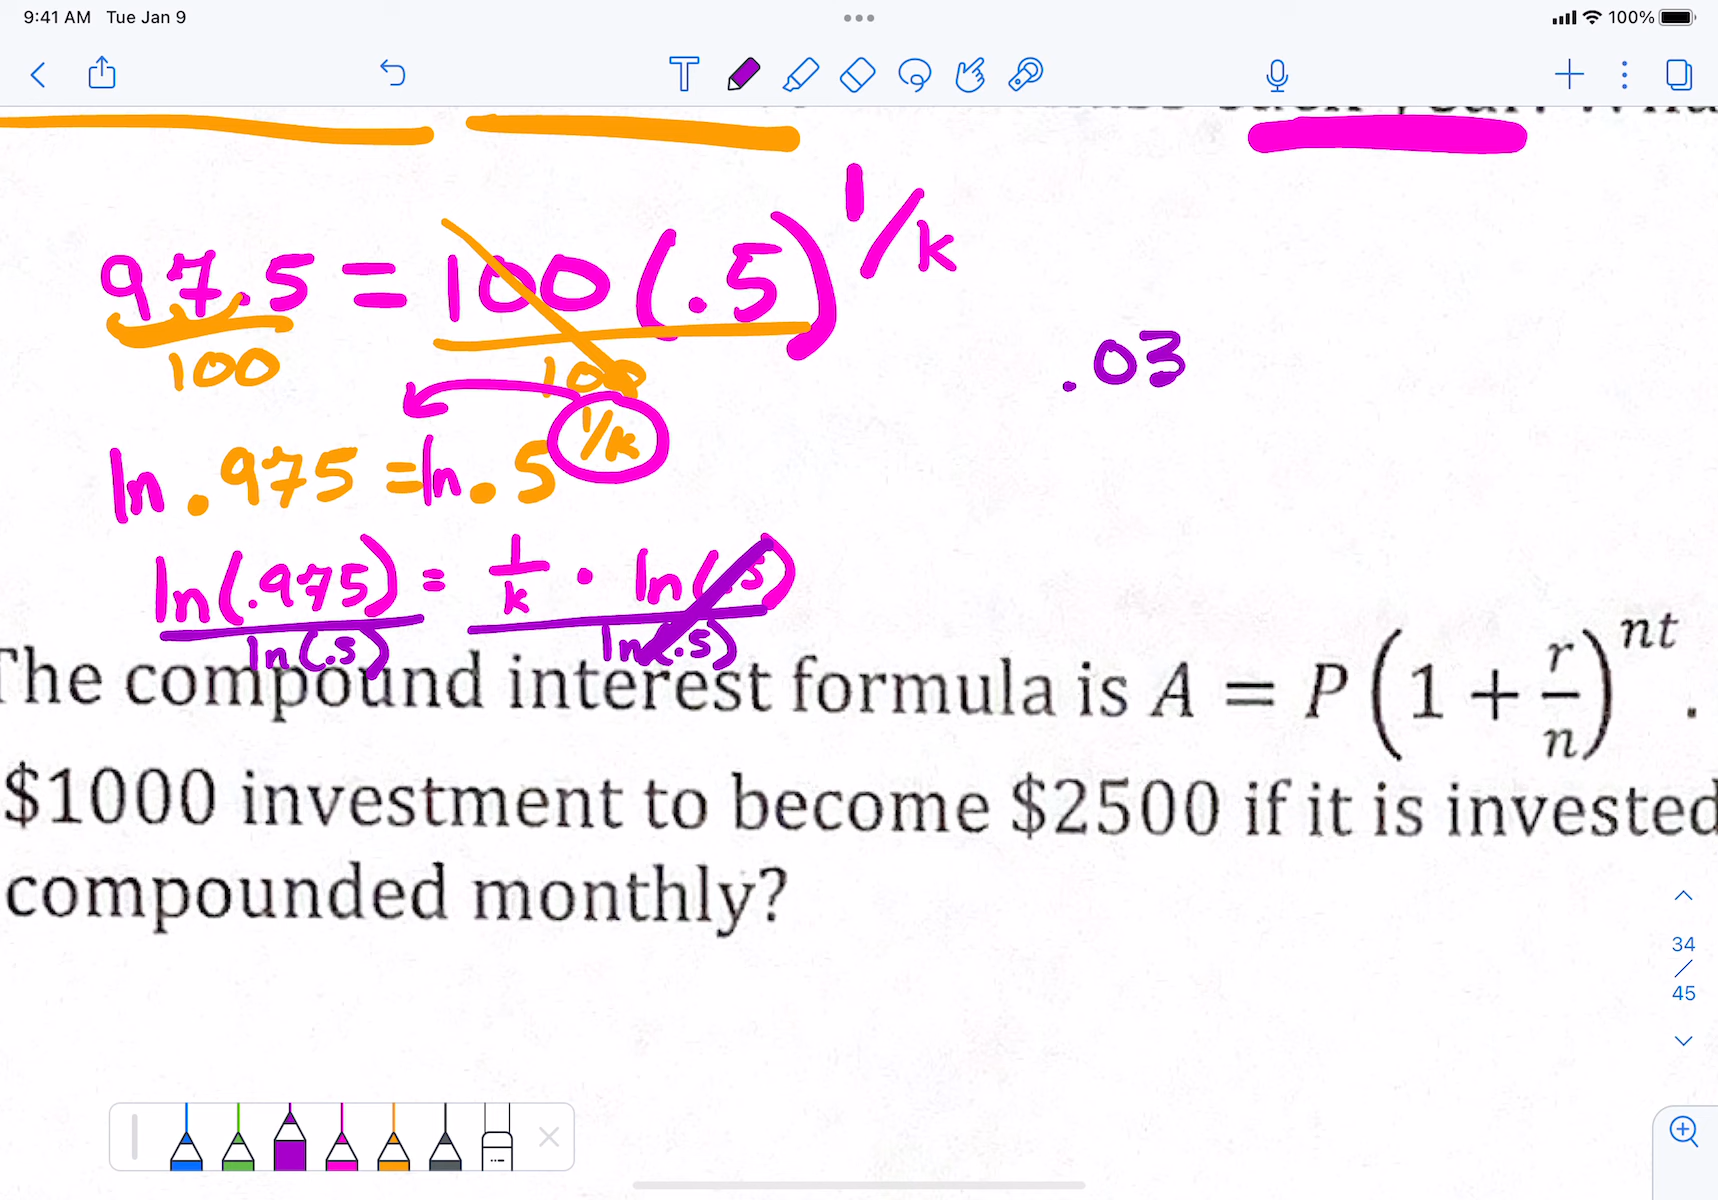 9:41 AM Tue Jan 9
100%
97.5 = 100(.5)^1/k
100 100
.03
ln .975 = ln .5^1/k
ln(.975) = 1/k · ln(.5)
ln(.5) ln(.5)
The compound interest formula is A = P(1 + r/n)^nt.
$1000 investment to become $2500 if it is invested
compounded monthly?
34
/
45